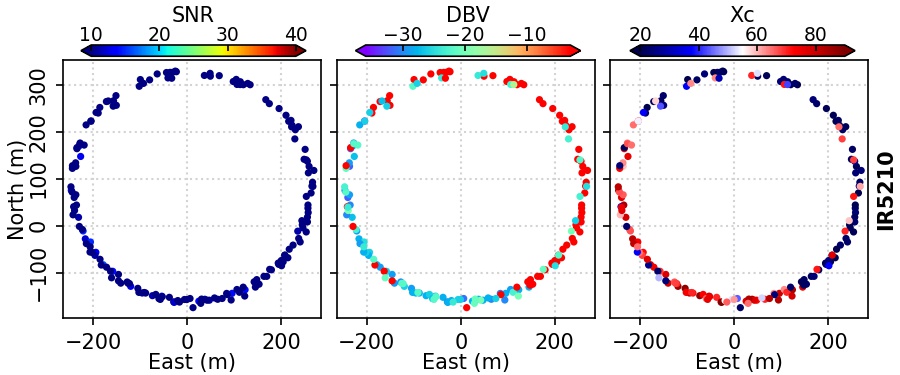 SNR
DBV
Xc
10 20 30 40
−30 −20 −10
20 40 60 80
North (m)
300
200
100
0
−100
−200 0 200
−200 0 200
−200 0 200
East (m)
East (m)
East (m)
IR5210